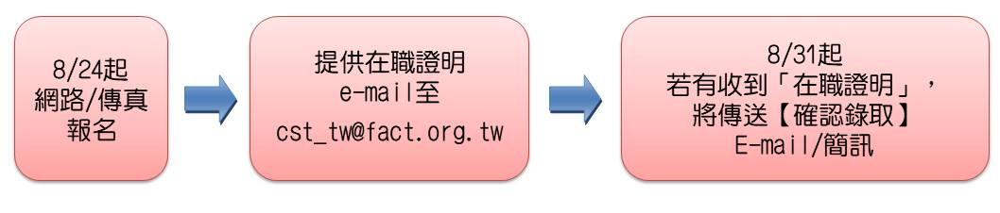 8/24起
網路/傳真
報名
提供在職證明
e-mail至
cst_tw@fact.org.tw
8/31起
若有收到「在職證明」，
將傳送【確認錄取】
E-mail/簡訊